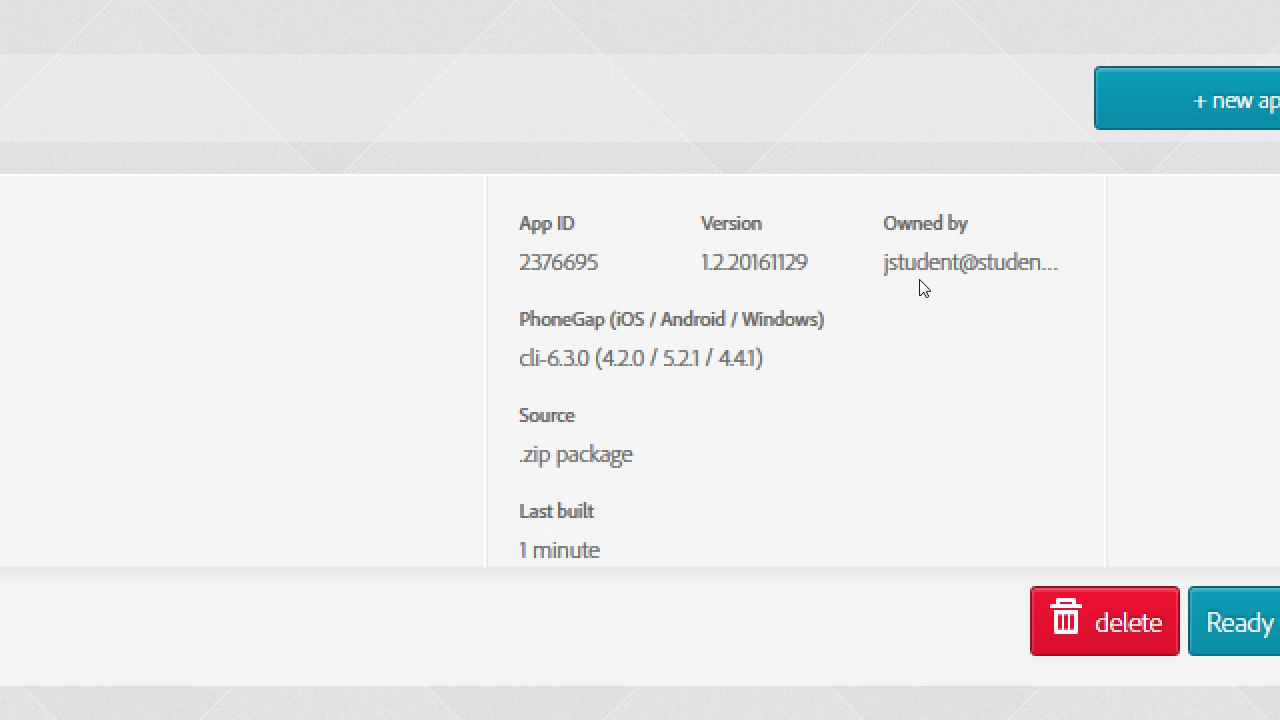 + new ap
App ID Version Owned by
2376695 1.2.20161129 jstudent@studen...
PhoneGap (iOS / Android / Windows)
cli-6.3.0 (4.2.0 / 5.2.1 / 4.4.1)
Source
.zip package
Last built
1 minute
delete Ready